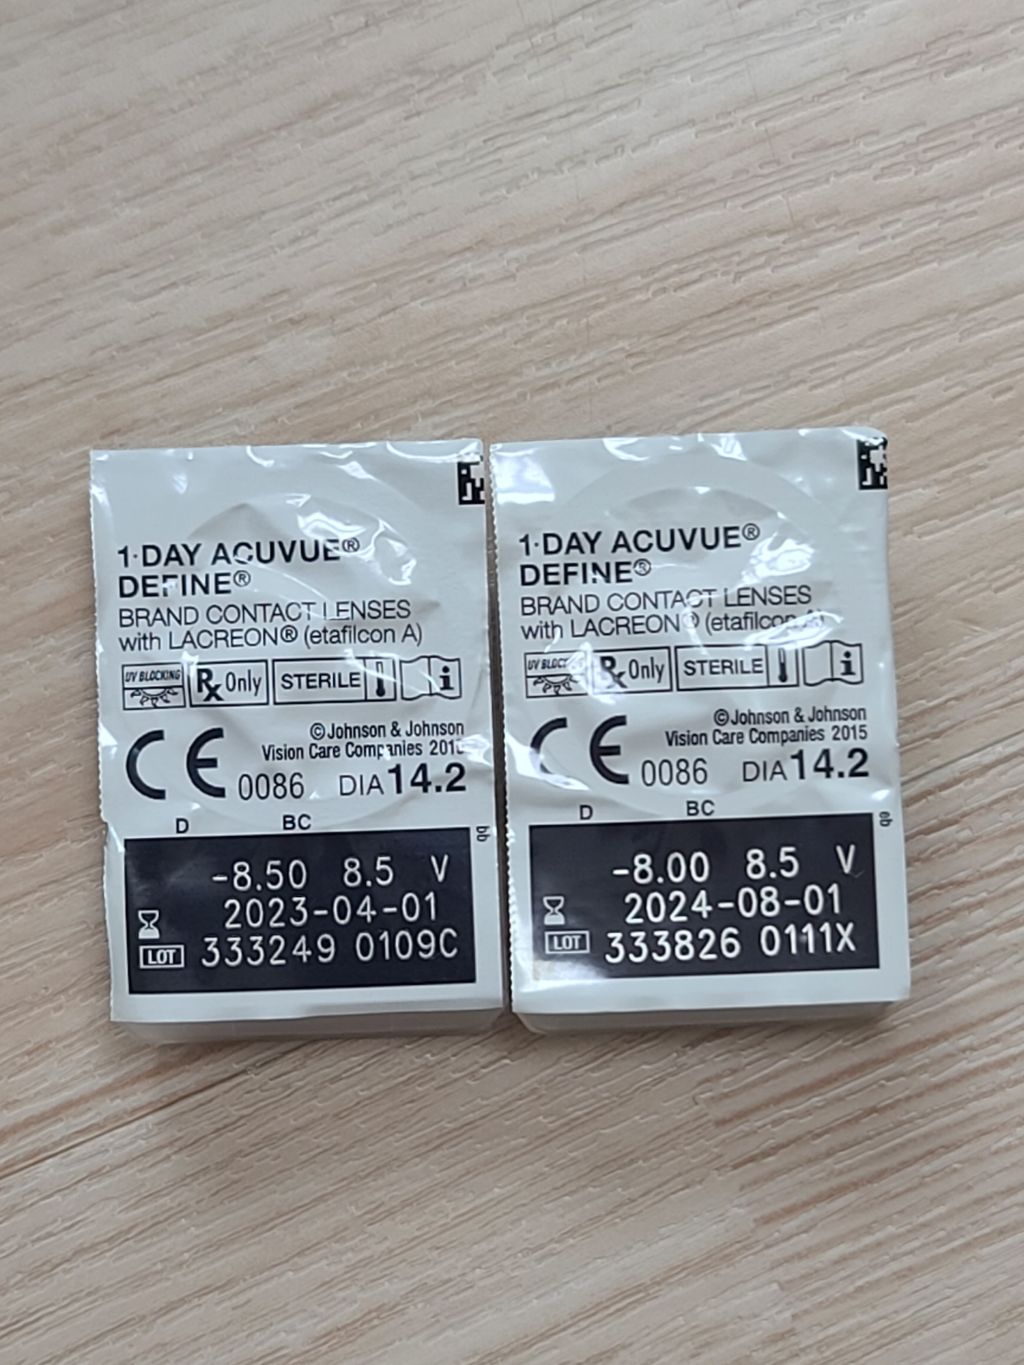 1·DAY ACUVUE®
DEFINE®
BRAND CONTACT LENSES
with LACREON® (etafilcon A)
UV BLOCKING
Rx Only
STERILE
i
©Johnson & Johnson
Vision Care Companies
CE 0086 DIA 14.2
D BC
bb
-8.50 8.5 V
2023-04-01
LOT 333249 0109C
1·DAY ACUVUE®
DEFINE®
BRAND CONTACT LENSES
with LACREON® (etafilcon A)
UV BLOCKING
Rx Only
STERILE
i
©Johnson & Johnson
Vision Care Companies 2015
CE 0086 DIA 14.2
D BC
-8.00 8.5 V
2024-08-01
LOT 333826 0111X